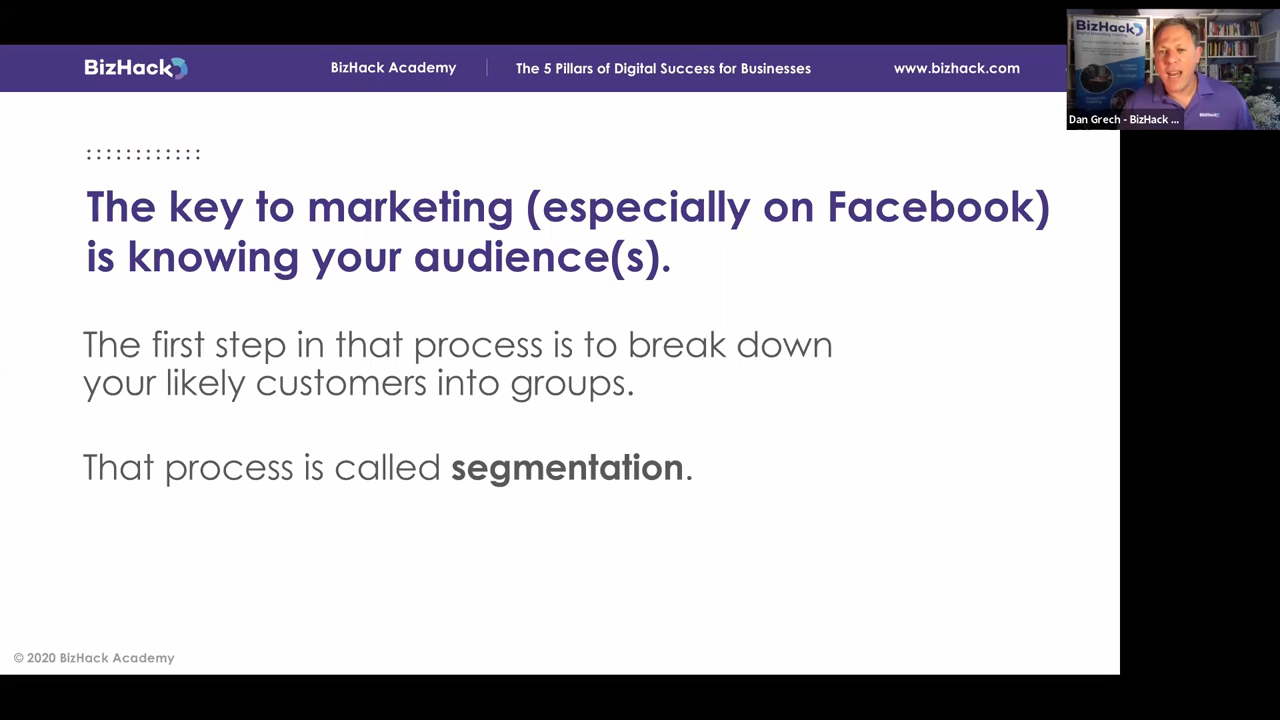 BizHack
BizHack Academy
The 5 Pillars of Digital Success for Businesses
www.bizhack.com
BizHack
Dan Grech - BizHack ...
BizHack
The key to marketing (especially on Facebook)
is knowing your audience(s).
The first step in that process is to break down
your likely customers into groups.
That process is called segmentation.
© 2020 BizHack Academy